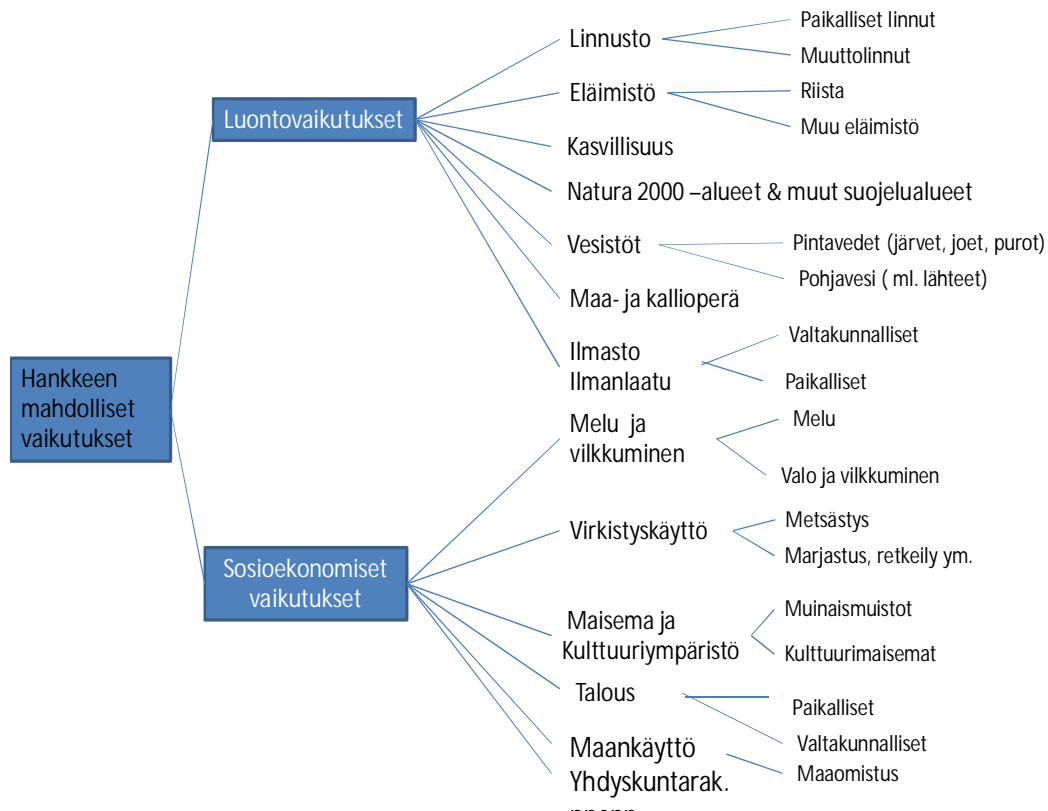 Hankkeen
mahdolliset
vaikutukset
Luontovaikutukset
Linnusto
Paikalliset linnut
Muuttolinnut
Eläimistö
Riista
Muu eläimistö
Kasvillisuus
Natura 2000 –alueet & muut suojelualueet
Vesistöt
Pintavedet (järvet, joet, purot)
Pohjavesi ( ml. lähteet)
Maa- ja kallioperä
Ilmasto
Ilmanlaatu
Valtakunnalliset
Paikalliset
Sosioekonomiset
vaikutukset
Melu ja
vilkkuminen
Melu
Valo ja vilkkuminen
Virkistyskäyttö
Metsästys
Marjastus, retkeily ym.
Maisema ja
Kulttuuriympäristö
Muinaismuistot
Kulttuurimaisemat
Talous
Paikalliset
Valtakunnalliset
Maankäyttö
Yhdyskuntarak.
Maaomistus